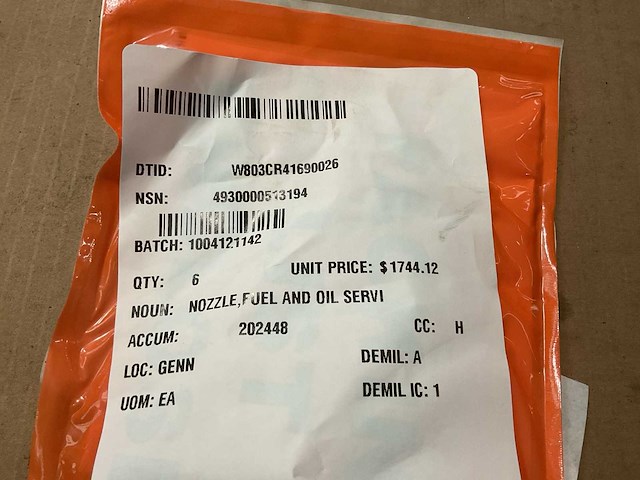 DTID: W803CR41690026
NSN: 4930000513194
BATCH: 1004121142
QTY: 6 UNIT PRICE: $1744.12
NOUN: NOZZLE,FUEL AND OIL SERVI
ACCUM: 202448 CC: H
LOC: GENN DEMIL: A
UOM: EA DEMIL IC: 1